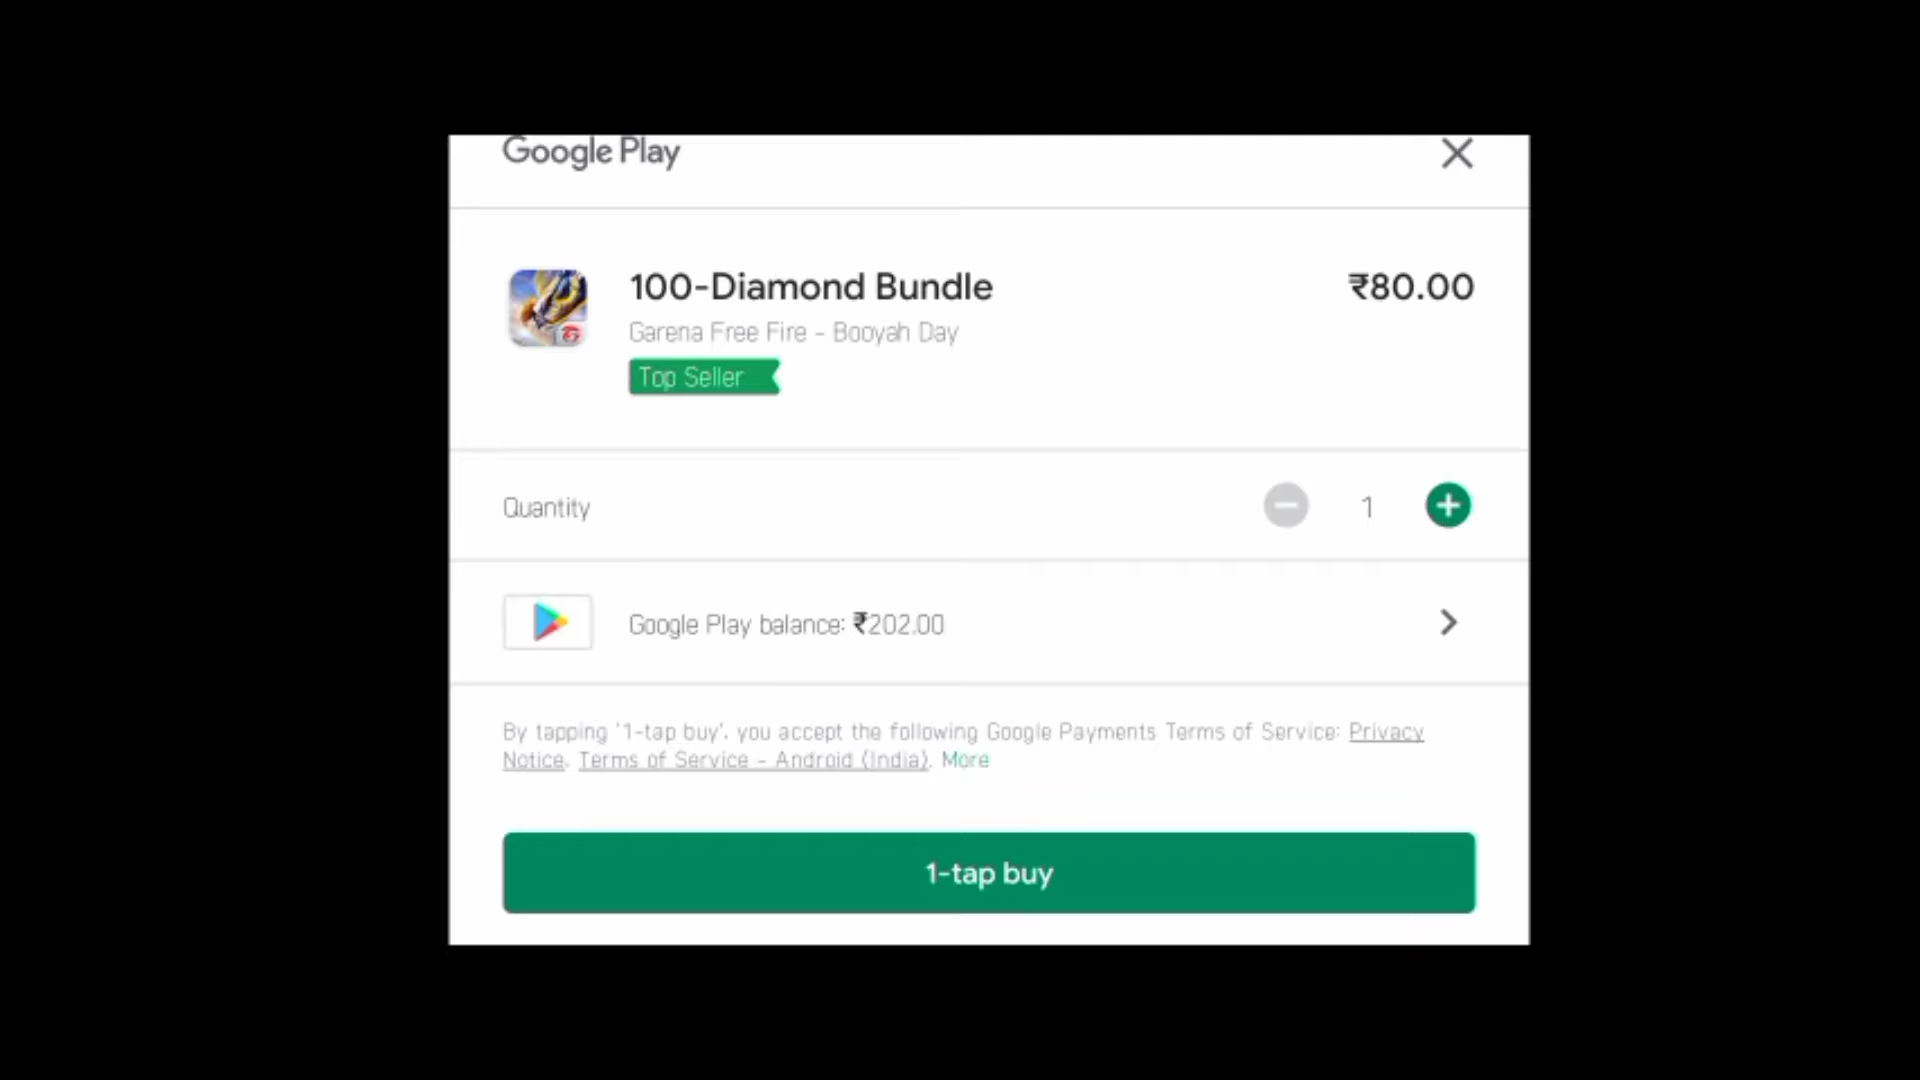 Google Play
100-Diamond Bundle ₹80.00
Garena Free Fire - Booyah Day
Top Seller
Quantity 1
Google Play balance: ₹202.00
By tapping '1-tap buy', you accept the following Google Payments Terms of Service: Privacy
Notice, Terms of Service - Android (India). More
1-tap buy